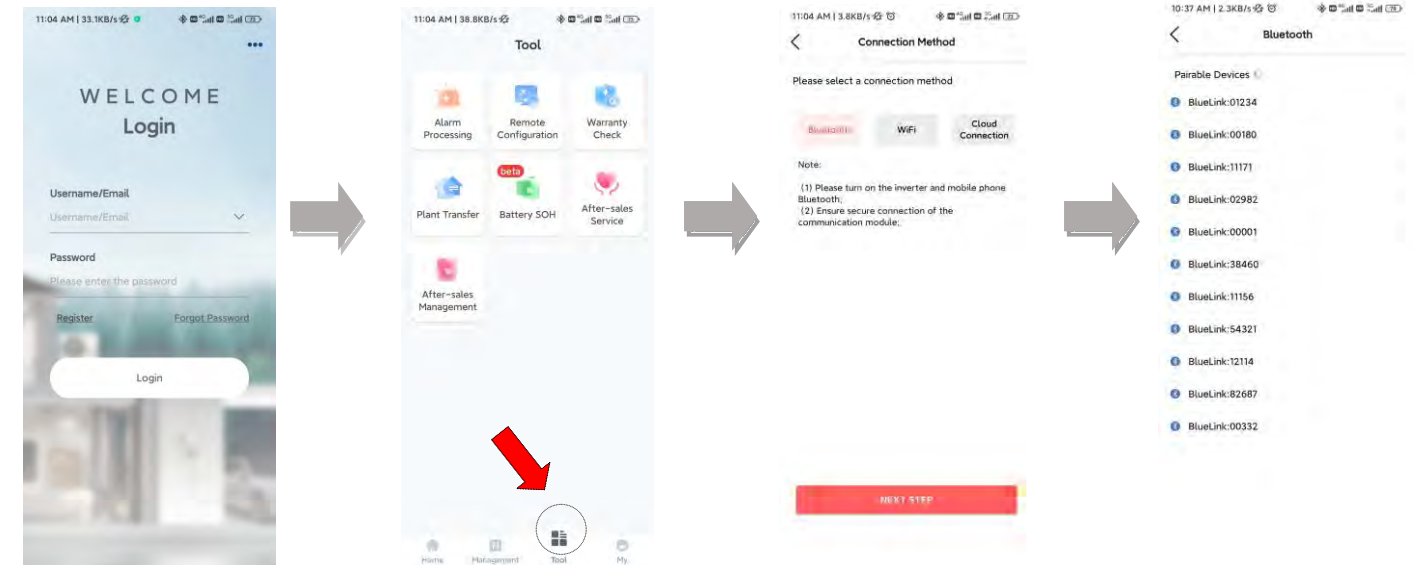 11:04 AM | 33.1KB/s
WELCOME
Login
Username/Email
Username/Email
Password
Please enter the password
Register Forgot Password
Login
11:04 AM | 38.8KB/s
Tool
Alarm
Processing
Remote
Configuration
Warranty
Check
Plant Transfer
beta
Battery SOH
After-sales
Service
After-sales
Management
Home Management Tool My
11:04 AM | 3.8KB/s
Connection Method
Please select a connection method
Bluetooth
WiFi
Cloud
Connection
Note:
(1) Please turn on the inverter and mobile phone
Bluetooth;
(2) Ensure secure connection of the
communication module;
NEXT STEP
10:37 AM | 2.3KB/s
Bluetooth
Pairable Devices
BlueLink:01234
BlueLink:00180
BlueLink:11171
BlueLink:02982
BlueLink:00001
BlueLink:38460
BlueLink:11156
BlueLink:54321
BlueLink:12114
BlueLink:82687
BlueLink:00332